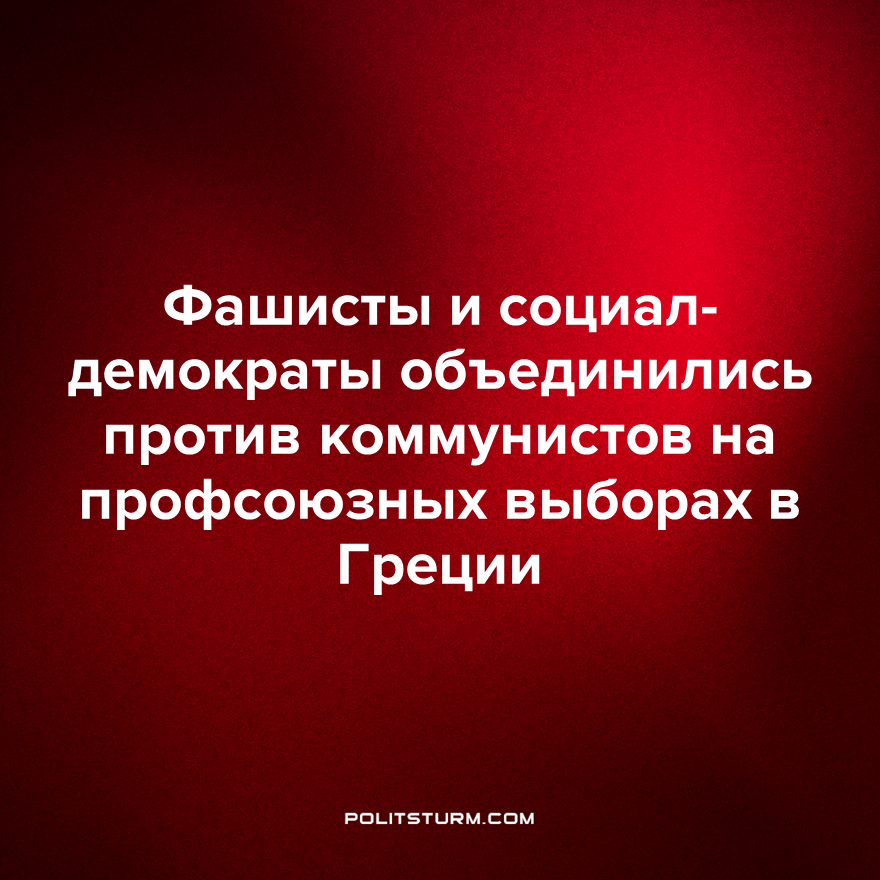 Фашисты и социал-
демократы объединились
против коммунистов на
профсоюзных выборах в
Греции
POLITSTURM.COM